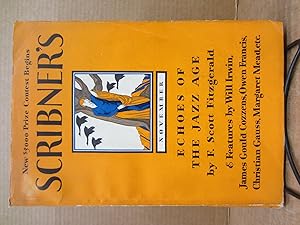 New $5000 Prize Contest Begins
SCRIBNER'S
NOVEMBER
ECHOES OF
THE JAZZ AGE
by F. Scott Fitzgerald
& Features by Will Irwin,
James Gould Cozzens, Owen Francis,
Christian Gauss, Margaret Mead, etc.